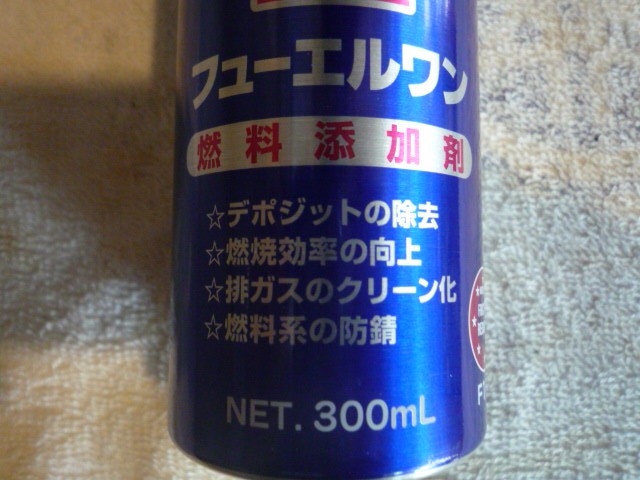 フューエルワン
燃料添加剤
☆デポジットの除去
☆燃焼効率の向上
☆排ガスのクリーン化
☆燃料系の防錆
NET. 300mL